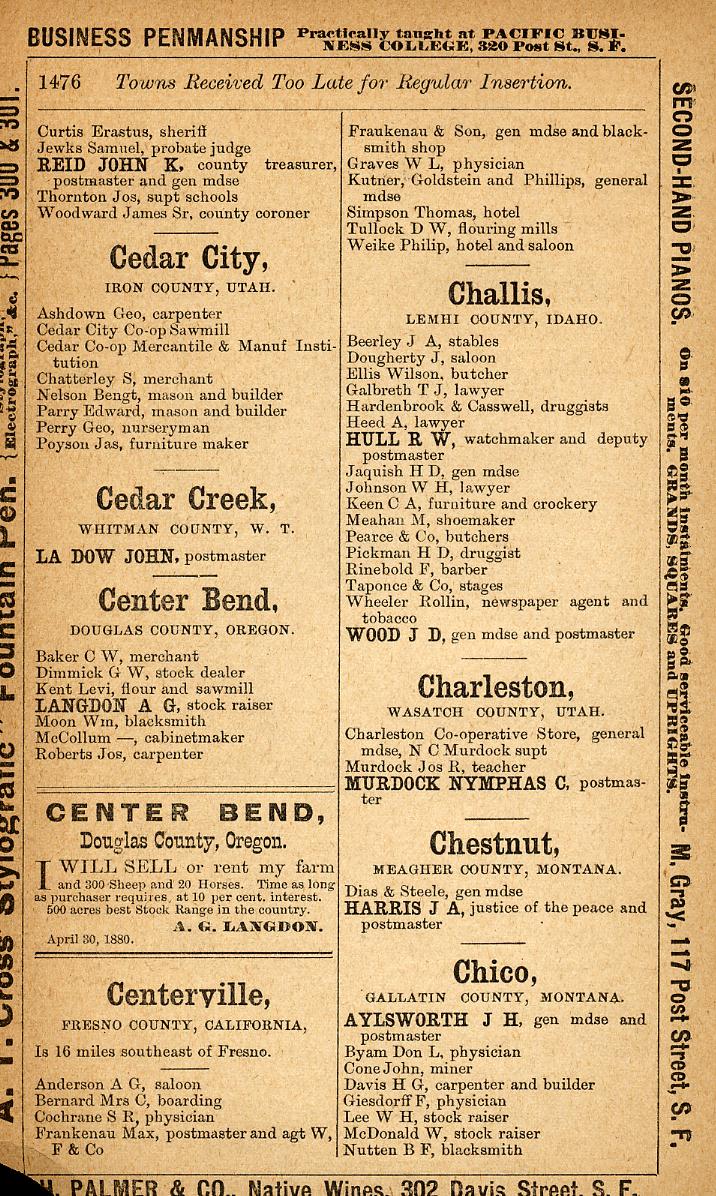 BUSINESS PENMANSHIP Practically taught at PACIFIC BUSI-
NESS COLLEGE, 320 Post St., S. F.
1476 Towns Received Too Late for Regular Insertion.
Curtis Erastus, sheriff
Jewks Samuel, probate judge
REID JOHN K, county treasurer,
postmaster and gen mdse
Thornton Jos, supt schools
Woodward James Sr, county coroner
Cedar City,
IRON COUNTY, UTAH.
Ashdown Geo, carpenter
Cedar City Co-op Sawmill
Cedar Co-op Mercantile & Manuf Insti-
tution
Chatterley S, merchant
Nelson Bengt, mason and builder
Parry Edward, mason and builder
Perry Geo, nurseryman
Poyson Jas, furniture maker
Cedar Creek,
WHITMAN COUNTY, W. T.
LA DOW JOHN, postmaster
Center Bend,
DOUGLAS COUNTY, OREGON.
Baker C W, merchant
Dimmick G W, stock dealer
Kent Levi, flour and sawmill
LANGDON A G, stock raiser
Moon Wm, blacksmith
McCollum —, cabinetmaker
Roberts Jos, carpenter
CENTER BEND,
Douglas County, Oregon.
I WILL SELL or rent my farm
and 300 Sheep and 20 Horses. Time as long
as purchaser requires, at 10 per cent. interest.
500 acres best Stock Range in the country.
A. G. LANGDON.
April 30, 1880.
Centerville,
FRESNO COUNTY, CALIFORNIA,
Is 16 miles southeast of Fresno.
Anderson A G, saloon
Bernard Mrs C, boarding
Cochrane S R, physician
Frankenau Max, postmaster and agt W,
F & Co
Fraukenau & Son, gen mdse and black-
smith shop
Graves W L, physician
Kutner, Goldstein and Phillips, general
mdse
Simpson Thomas, hotel
Tullock D W, flouring mills
Weike Philip, hotel and saloon
Challis,
LEMHI COUNTY, IDAHO.
Beerley J A, stables
Dougherty J, saloon
Ellis Wilson, butcher
Galbreth T J, lawyer
Hardenbrook & Casswell, druggists
Heed A, lawyer
HULL R W, watchmaker and deputy
postmaster
Jaquish H D, gen mdse
Johnson W H, lawyer
Keen C A, furniture and crockery
Meahan M, shoemaker
Pearce & Co, butchers
Pickman H D, druggist
Rinebold F, barber
Taponce & Co, stages
Wheeler Rollin, newspaper agent and
tobacco
WOOD J D, gen mdse and postmaster
Charleston,
WASATCH COUNTY, UTAH.
Charleston Co-operative Store, general
mdse, N C Murdock supt
Murdock Jos R, teacher
MURDOCK NYMPHAS C, postmas-
ter
Chestnut,
MEAGHER COUNTY, MONTANA.
Dias & Steele, gen mdse
HARRIS J A, justice of the peace and
postmaster
Chico,
GALLATIN COUNTY, MONTANA.
AYLSWORTH J H, gen mdse and
postmaster
Byam Don L, physician
Cone John, miner
Davis H G, carpenter and builder
Giesdorff F, physician
Lee W H, stock raiser
McDonald W, stock raiser
Nutten B F, blacksmith
SECOND-HAND PIANOS. On $10 per month instalments. Good serviceable instru-
ments. GRANDS, SQUARES and UPRIGHTS. M. Gray, 117 Post Street, S. F.
A. T. Cross Stylografic Fountain Pen. Electrograph," &c. } Pages 300 & 301.
H. PALMER & CO., Native Wines, 302 Davis Street, S. F.